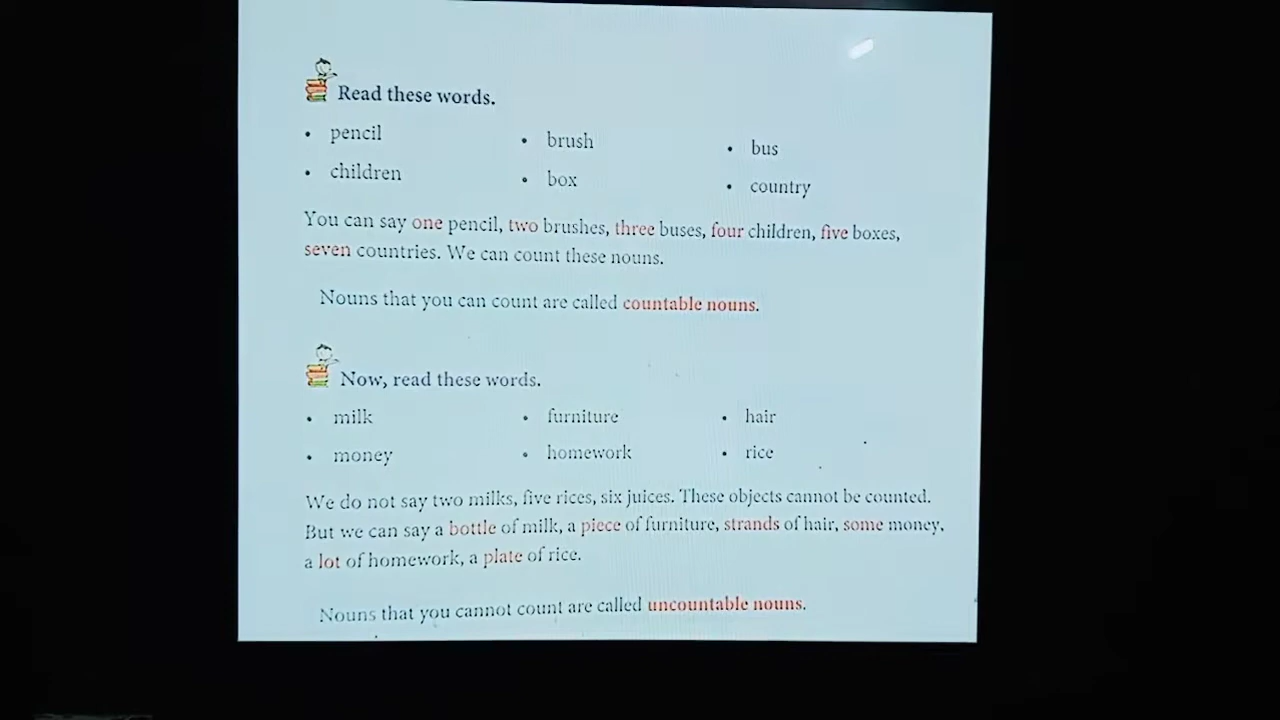 Read these words.
• pencil • brush • bus
• children • box • country
You can say one pencil, two brushes, three buses, four children, five boxes,
seven countries. We can count these nouns.
Nouns that you can count are called countable nouns.
Now, read these words.
• milk • furniture • hair
• money • homework • rice
We do not say two milks, five rices, six juices. These objects cannot be counted.
But we can say a bottle of milk, a piece of furniture, strands of hair, some money,
a lot of homework, a plate of rice.
Nouns that you cannot count are called uncountable nouns.